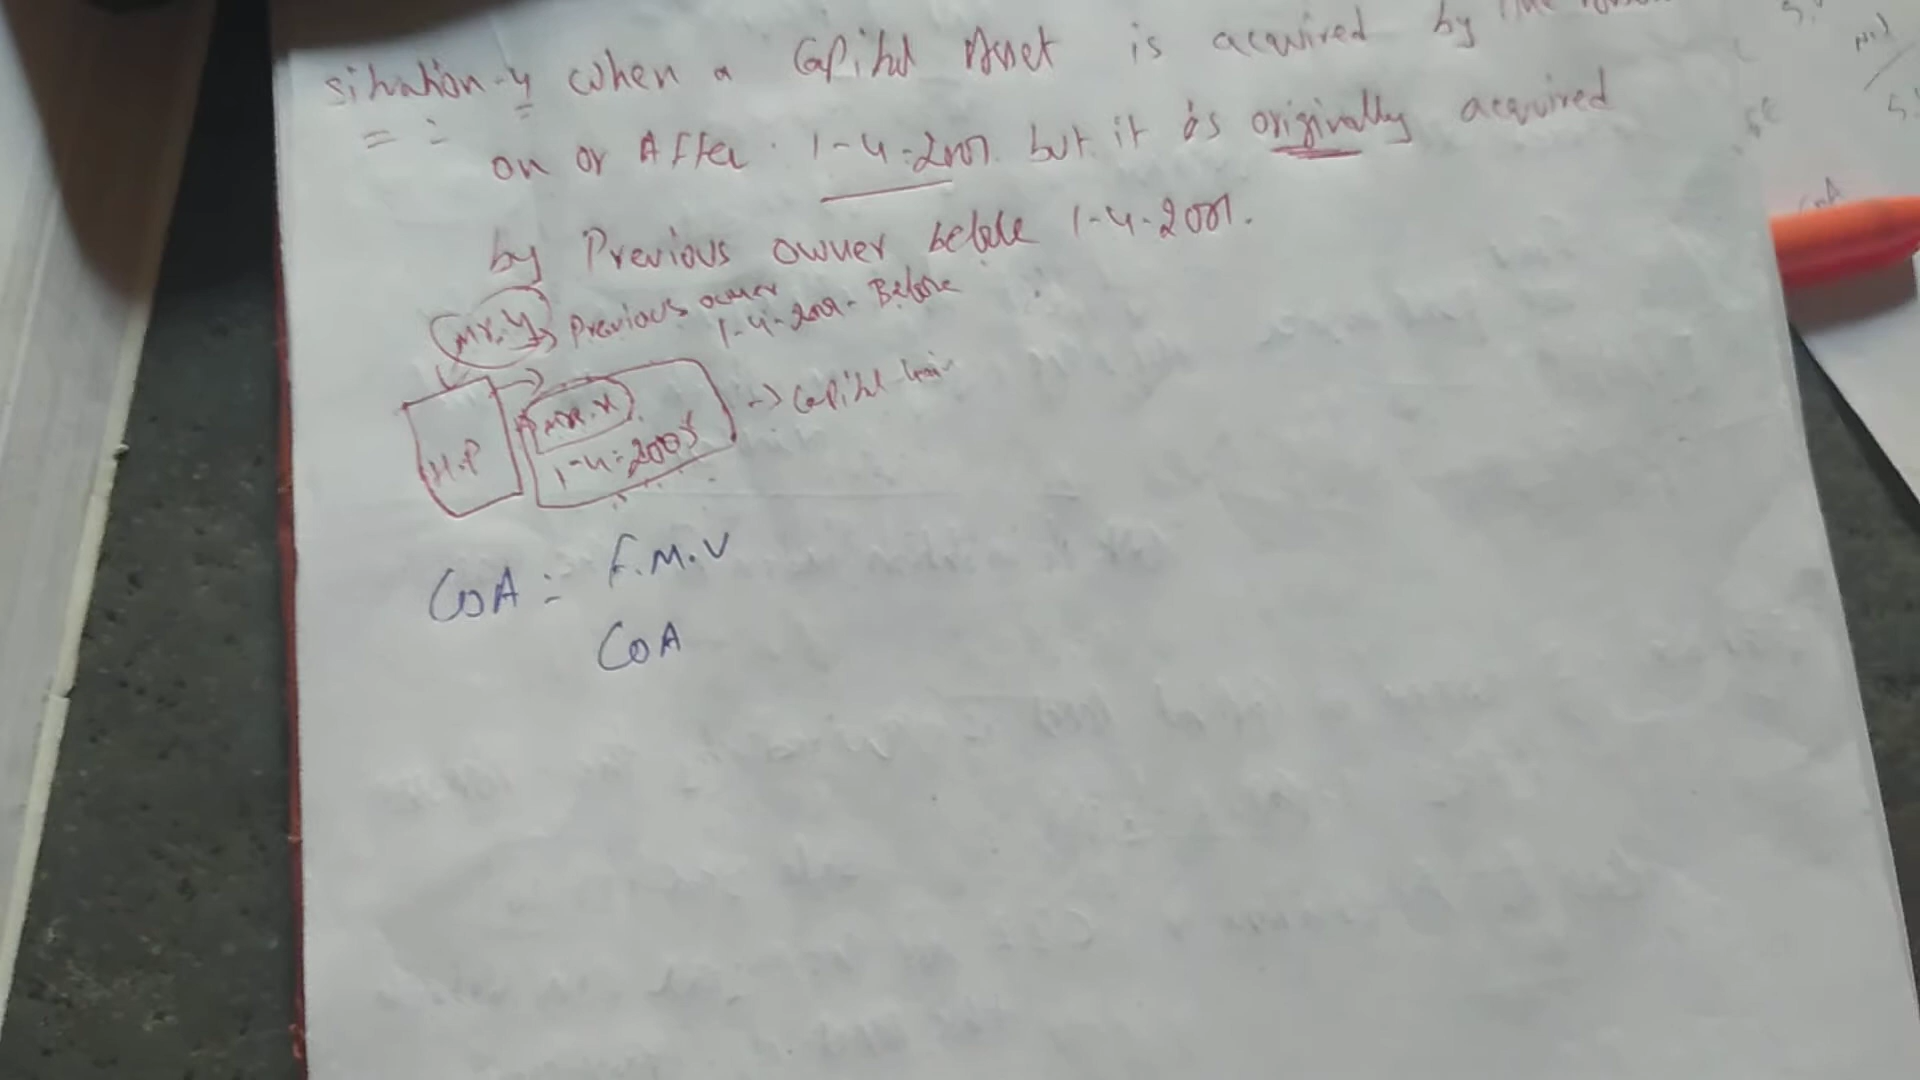 situation-4 when a Capital Asset is acquired by the
on or After 1-4-2001 but it is originally acquired
by Previous owner before 1-4-2001.
Mr.Y Previous owner
1-4-2001- Before
H.P Mr.X
1-4-2005
-> Capital Gain
CoA = F.M.V
CoA